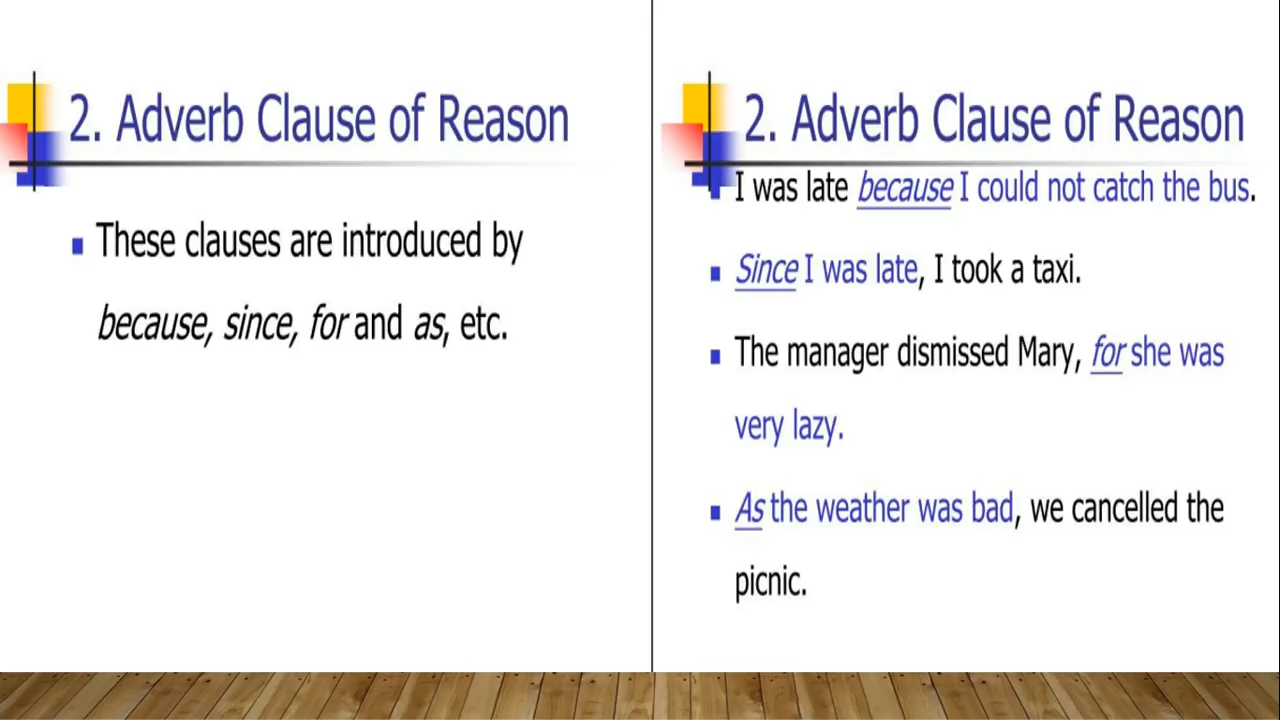 2. Adverb Clause of Reason
These clauses are introduced by
because, since, for and as, etc.
2. Adverb Clause of Reason
I was late because I could not catch the bus.
Since I was late, I took a taxi.
The manager dismissed Mary, for she was
very lazy.
As the weather was bad, we cancelled the
picnic.